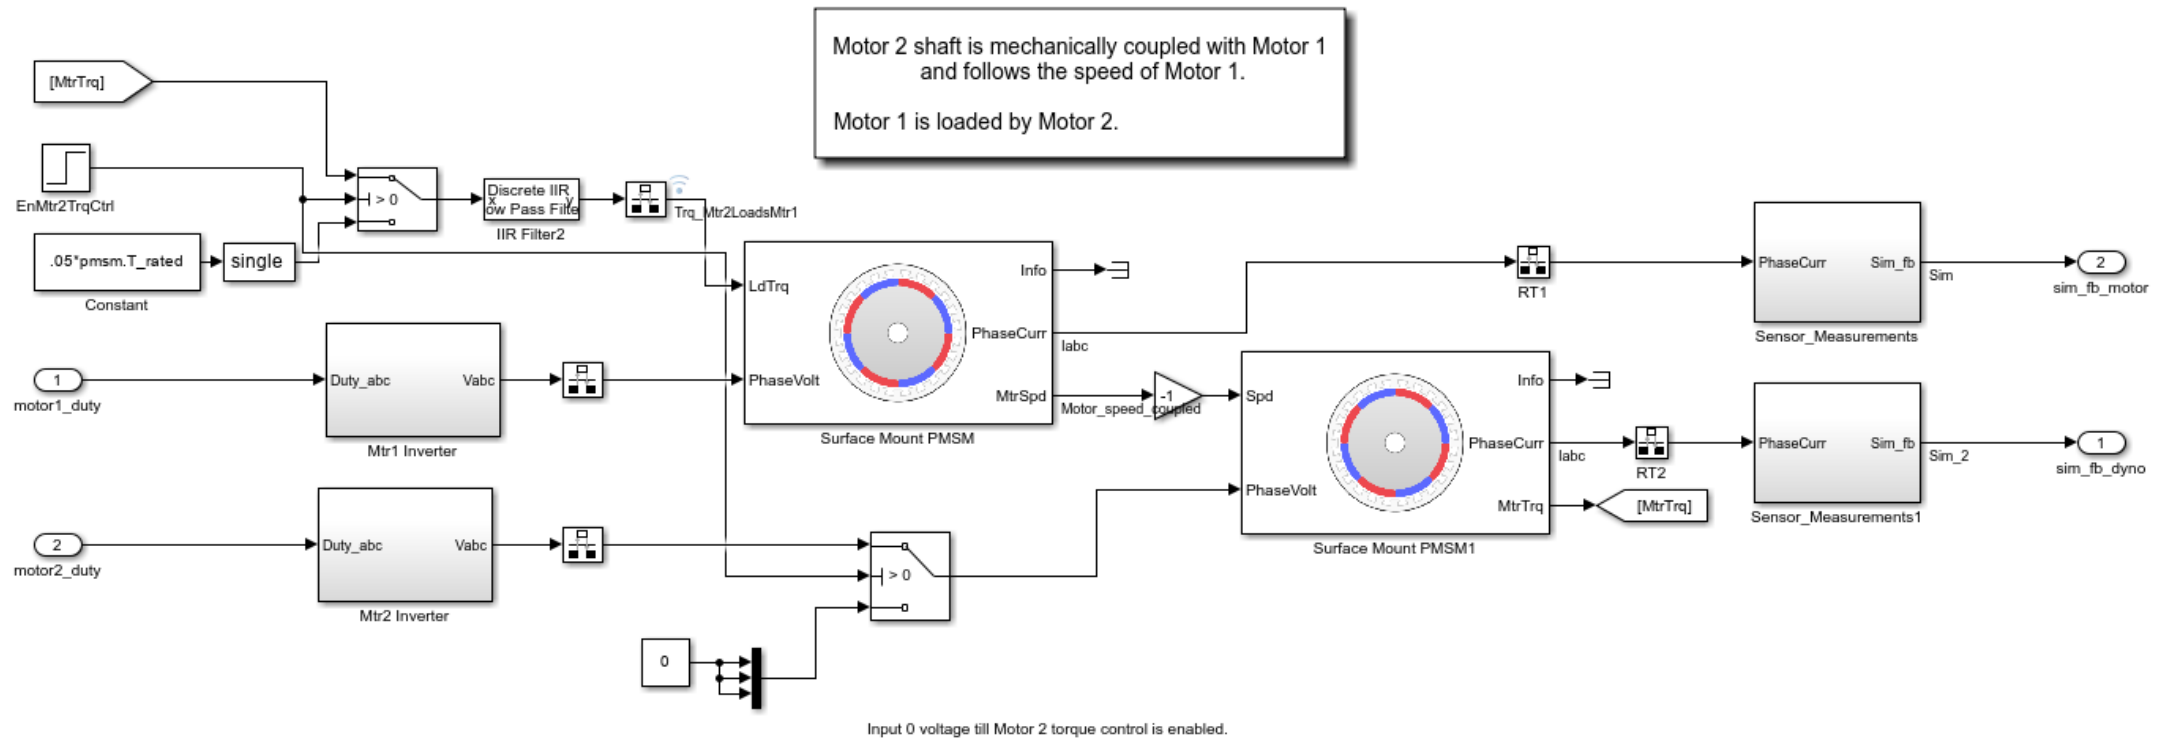 Motor 2 shaft is mechanically coupled with Motor 1
and follows the speed of Motor 1.
Motor 1 is loaded by Motor 2.
[MtrTrq]
EnMtr2TrqCtrl
> 0
Discrete IIR
x
y
ow Pass Filte
IIR Filter2
Trq_Mtr2LoadsMtr1
.05*pmsm.T_rated
Constant
single
LdTrq
PhaseVolt
Info
PhaseCurr
MtrSpd
Surface Mount PMSM
Iabc
Motor_speed_coupled
-1
RT1
PhaseCurr
Sim_fb
Sensor_Measurements
Sim
2
sim_fb_motor
1
motor1_duty
Duty_abc
Vabc
Mtr1 Inverter
Spd
PhaseVolt
Info
PhaseCurr
MtrTrq
Surface Mount PMSM1
Iabc
RT2
[MtrTrq]
PhaseCurr
Sim_fb
Sensor_Measurements1
Sim_2
1
sim_fb_dyno
2
motor2_duty
Duty_abc
Vabc
Mtr2 Inverter
> 0
0
Input 0 voltage till Motor 2 torque control is enabled.